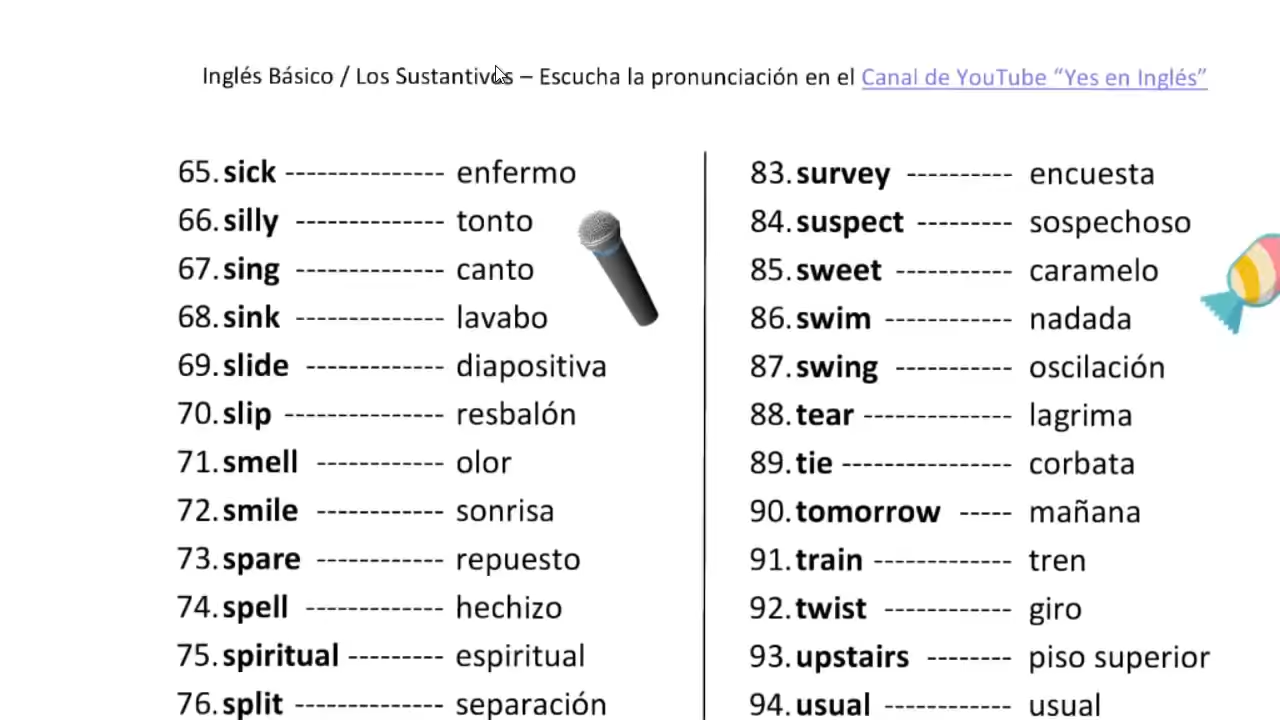 Inglés Básico / Los Sustantivos – Escucha la pronunciación en el Canal de YouTube “Yes en Inglés”
65. sick --------------- enfermo
66. silly -------------- tonto
67. sing -------------- canto
68. sink -------------- lavabo
69. slide ------------- diapositiva
70. slip --------------- resbalón
71. smell ------------ olor
72. smile ------------ sonrisa
73. spare ------------ repuesto
74. spell ------------- hechizo
75. spiritual --------- espiritual
76. split -------------- separación
83. survey ---------- encuesta
84. suspect --------- sospechoso
85. sweet ----------- caramelo
86. swim ------------ nadada
87. swing ----------- oscilación
88. tear -------------- lagrima
89. tie ---------------- corbata
90. tomorrow ----- mañana
91. train ------------- tren
92. twist ------------ giro
93. upstairs -------- piso superior
94. usual ------------ usual